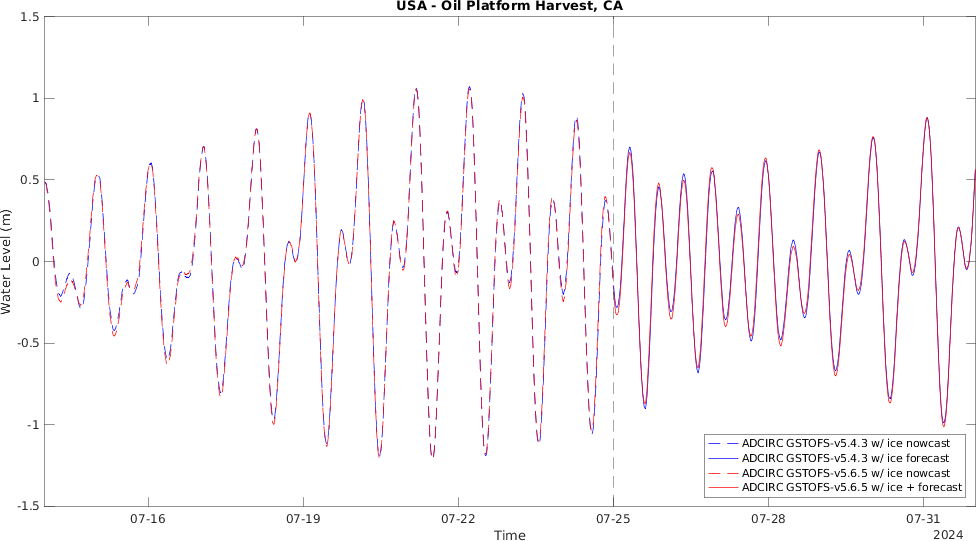 USA - Oil Platform Harvest, CA
1.5
1
0.5
0
-0.5
-1
-1.5
Water Level (m)
07-16
07-19
07-22
07-25
07-28
07-31
2024
Time
ADCIRC GSTOFS-v5.4.3 w/ ice nowcast
ADCIRC GSTOFS-v5.4.3 w/ ice forecast
ADCIRC GSTOFS-v5.6.5 w/ ice nowcast
ADCIRC GSTOFS-v5.6.5 w/ ice + forecast